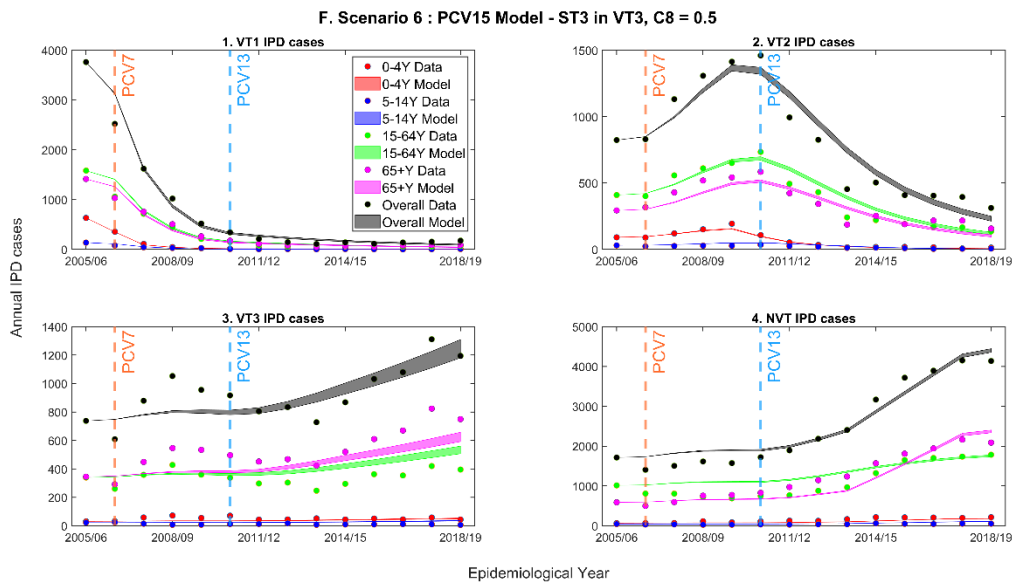 F. Scenario 6 : PCV15 Model - ST3 in VT3, C8 = 0.5
Annual IPD cases
1. VT1 IPD cases
4000
3000
2000
1000
0
PCV7
PCV13
0-4Y Data
0-4Y Model
5-14Y Data
5-14Y Model
15-64Y Data
15-64Y Model
65+Y Data
65+Y Model
Overall Data
Overall Model
2005/06 2008/09 2011/12 2014/15 2018/19
2. VT2 IPD cases
1500
1000
500
0
PCV7
PCV13
2005/06 2008/09 2011/12 2014/15 2018/19
3. VT3 IPD cases
1400
1200
1000
800
600
400
200
0
PCV7
PCV13
2005/06 2008/09 2011/12 2014/15 2018/19
4. NVT IPD cases
5000
4000
3000
2000
1000
0
PCV7
PCV13
2005/06 2008/09 2011/12 2014/15 2018/19
Epidemiological Year